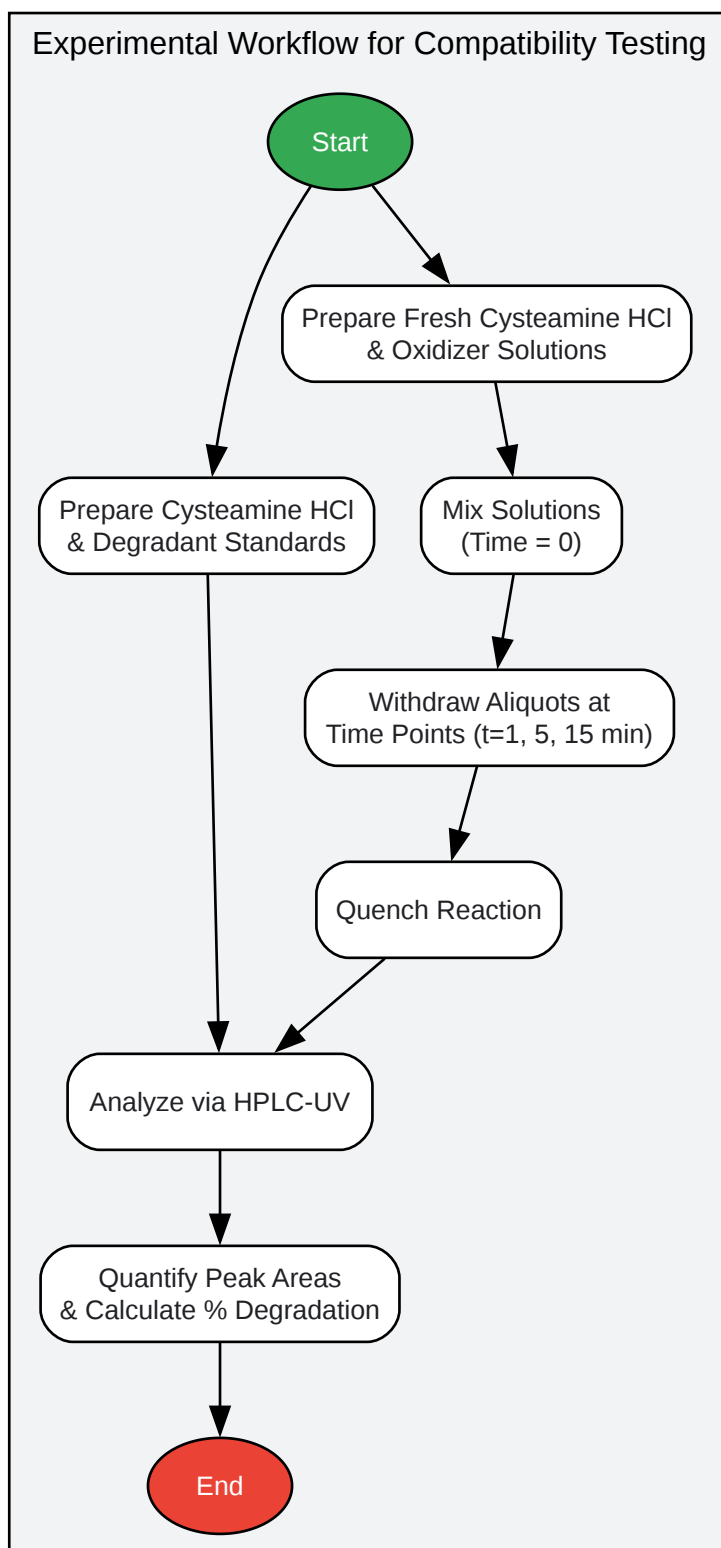 Experimental Workflow for Compatibility Testing
Start
Prepare Fresh Cysteamine HCl
& Oxidizer Solutions
Prepare Cysteamine HCl
& Degradant Standards
Mix Solutions
(Time = 0)
Withdraw Aliquots at
Time Points (t=1, 5, 15 min)
Quench Reaction
Analyze via HPLC-UV
Quantify Peak Areas
& Calculate % Degradation
End